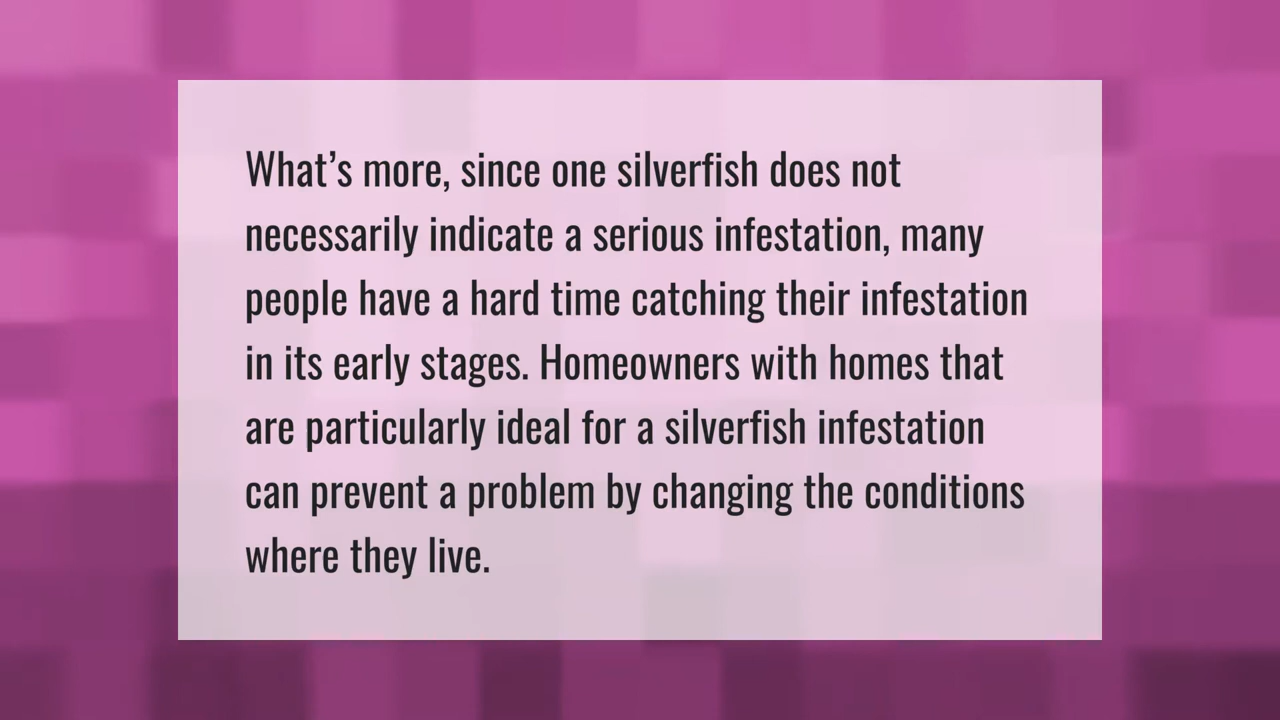 What’s more, since one silverfish does not
necessarily indicate a serious infestation, many
people have a hard time catching their infestation
in its early stages. Homeowners with homes that
are particularly ideal for a silverfish infestation
can prevent a problem by changing the conditions
where they live.